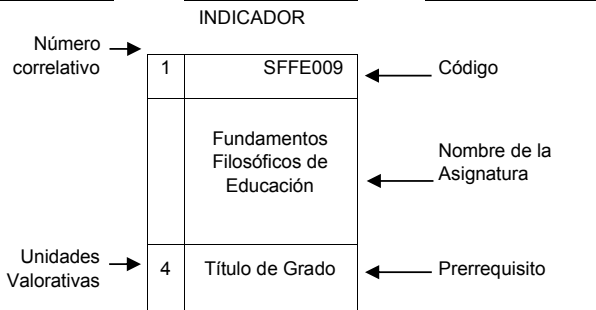 INDICADOR
Número
correlativo
1 SFFE009
Código
Fundamentos
Filosóficos de
Educación
Nombre de la
Asignatura
Unidades
Valorativas
4 Título de Grado
Prerrequisito